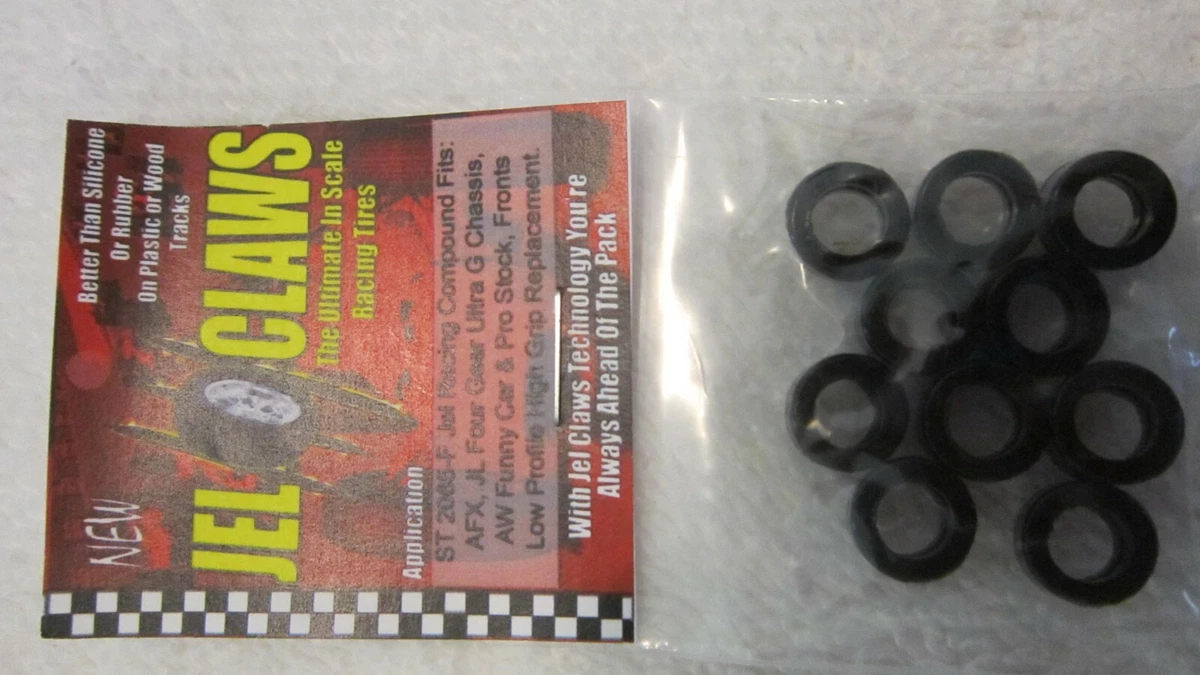 Better Than Silicone
Or Rubber
On Plastic or Wood
Tracks
NEW
JEL CLAWS
The Ultimate In Scale
Racing Tires
Application
ST 2005-F Jel Racing Compound Fits:
AFX, JL Four Gear Ultra G Chassis,
AW Funny Car & Pro Stock, Fronts
Low Profile High Grip Replacement.
With Jel Claws Technology You're
Always Ahead Of The Pack